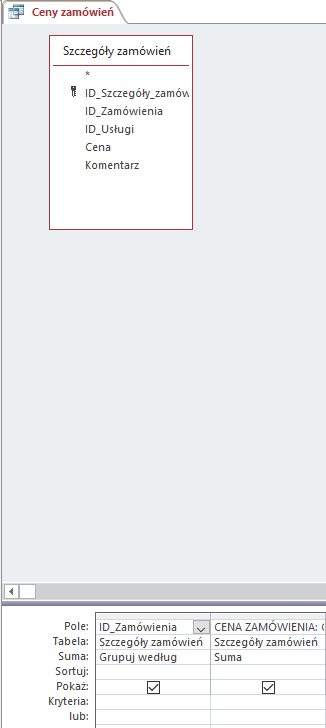 Ceny zamówień
Szczegóły zamówień
*
ID_Szczegóły_zamów
ID_Zamówienia
ID_Usługi
Cena
Komentarz
Pole: ID_Zamówienia CENA ZAMÓWIENIA:
Tabela: Szczegóły zamówień Szczegóły zamówień
Suma: Grupuj według Suma
Sortuj:
Pokaż:
Kryteria:
lub: